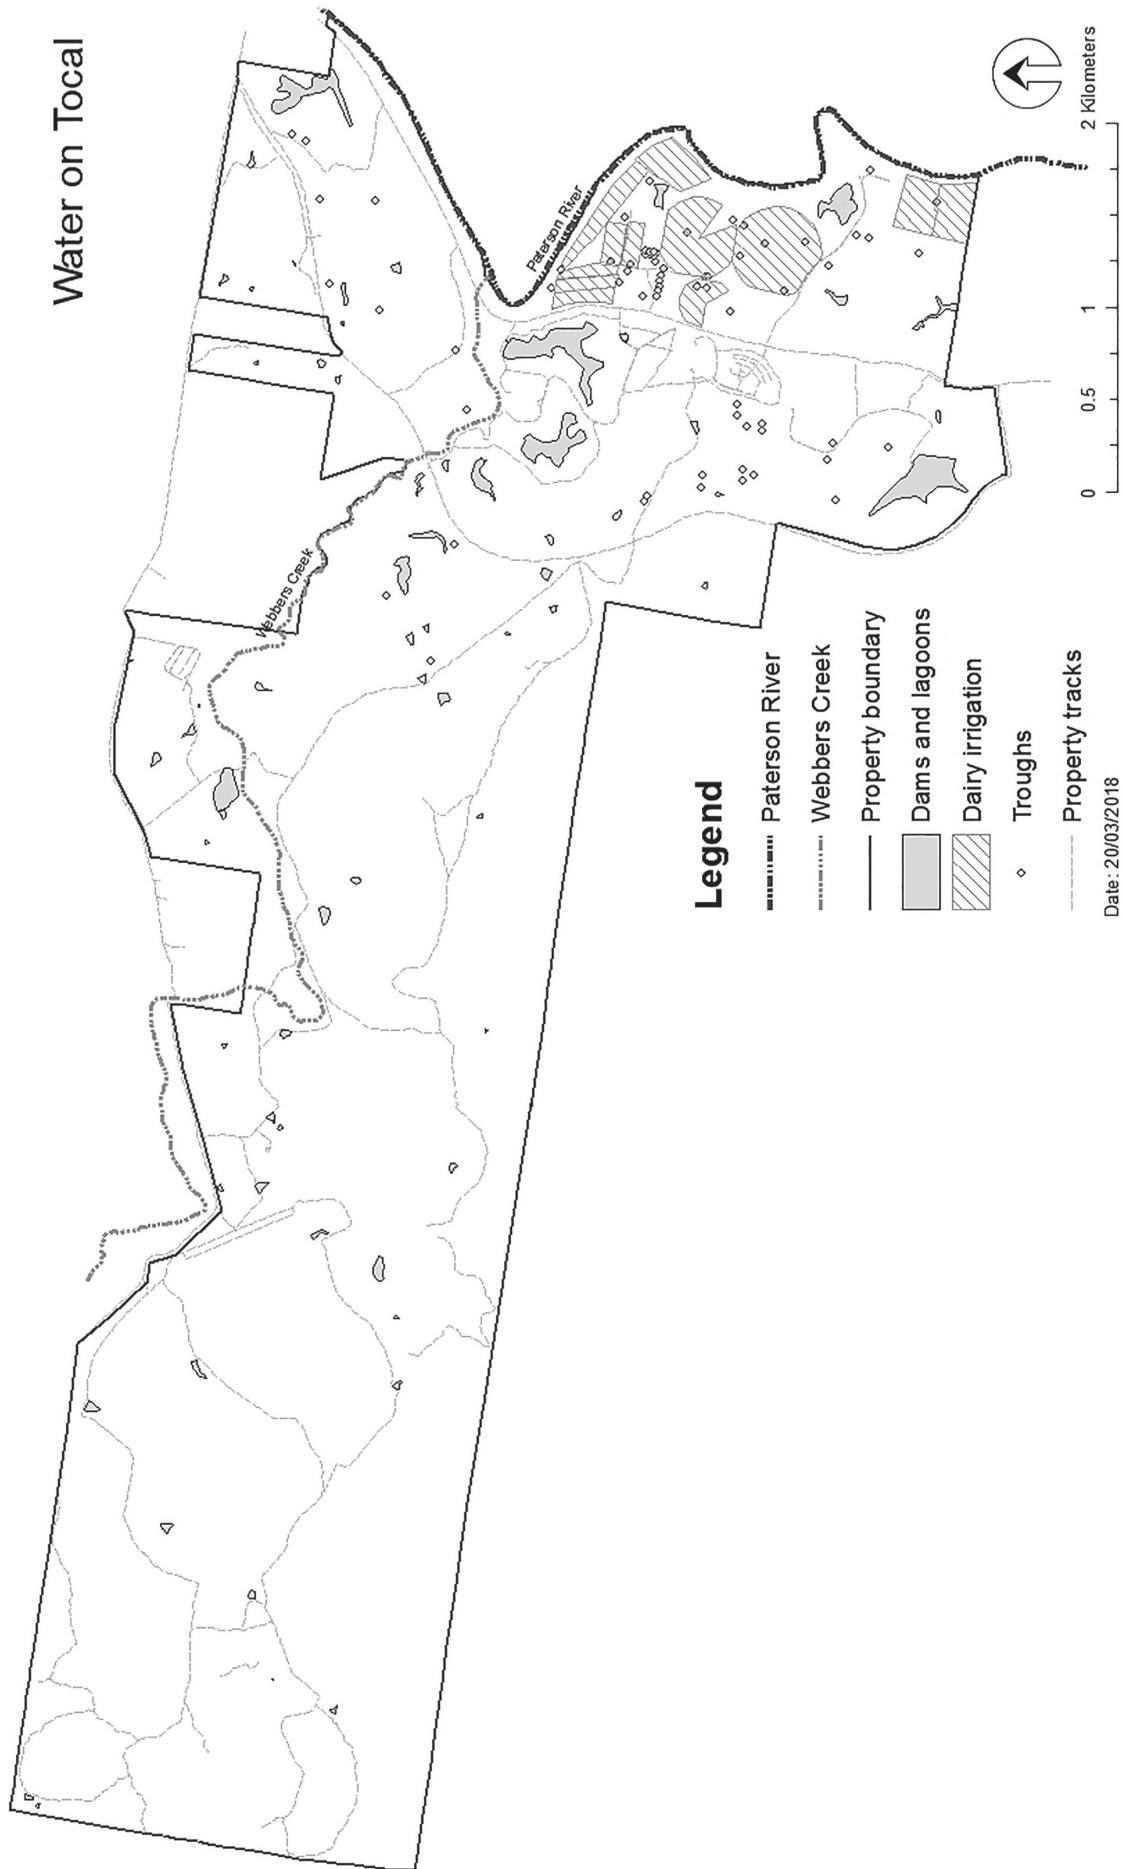 Water on Tocal
Paterson River
Webbers Creek
Legend
Paterson River
Webbers Creek
Property boundary
Dams and lagoons
Dairy irrigation
Troughs
Property tracks
Date: 20/03/2018
0 0.5 1 2 Kilometers